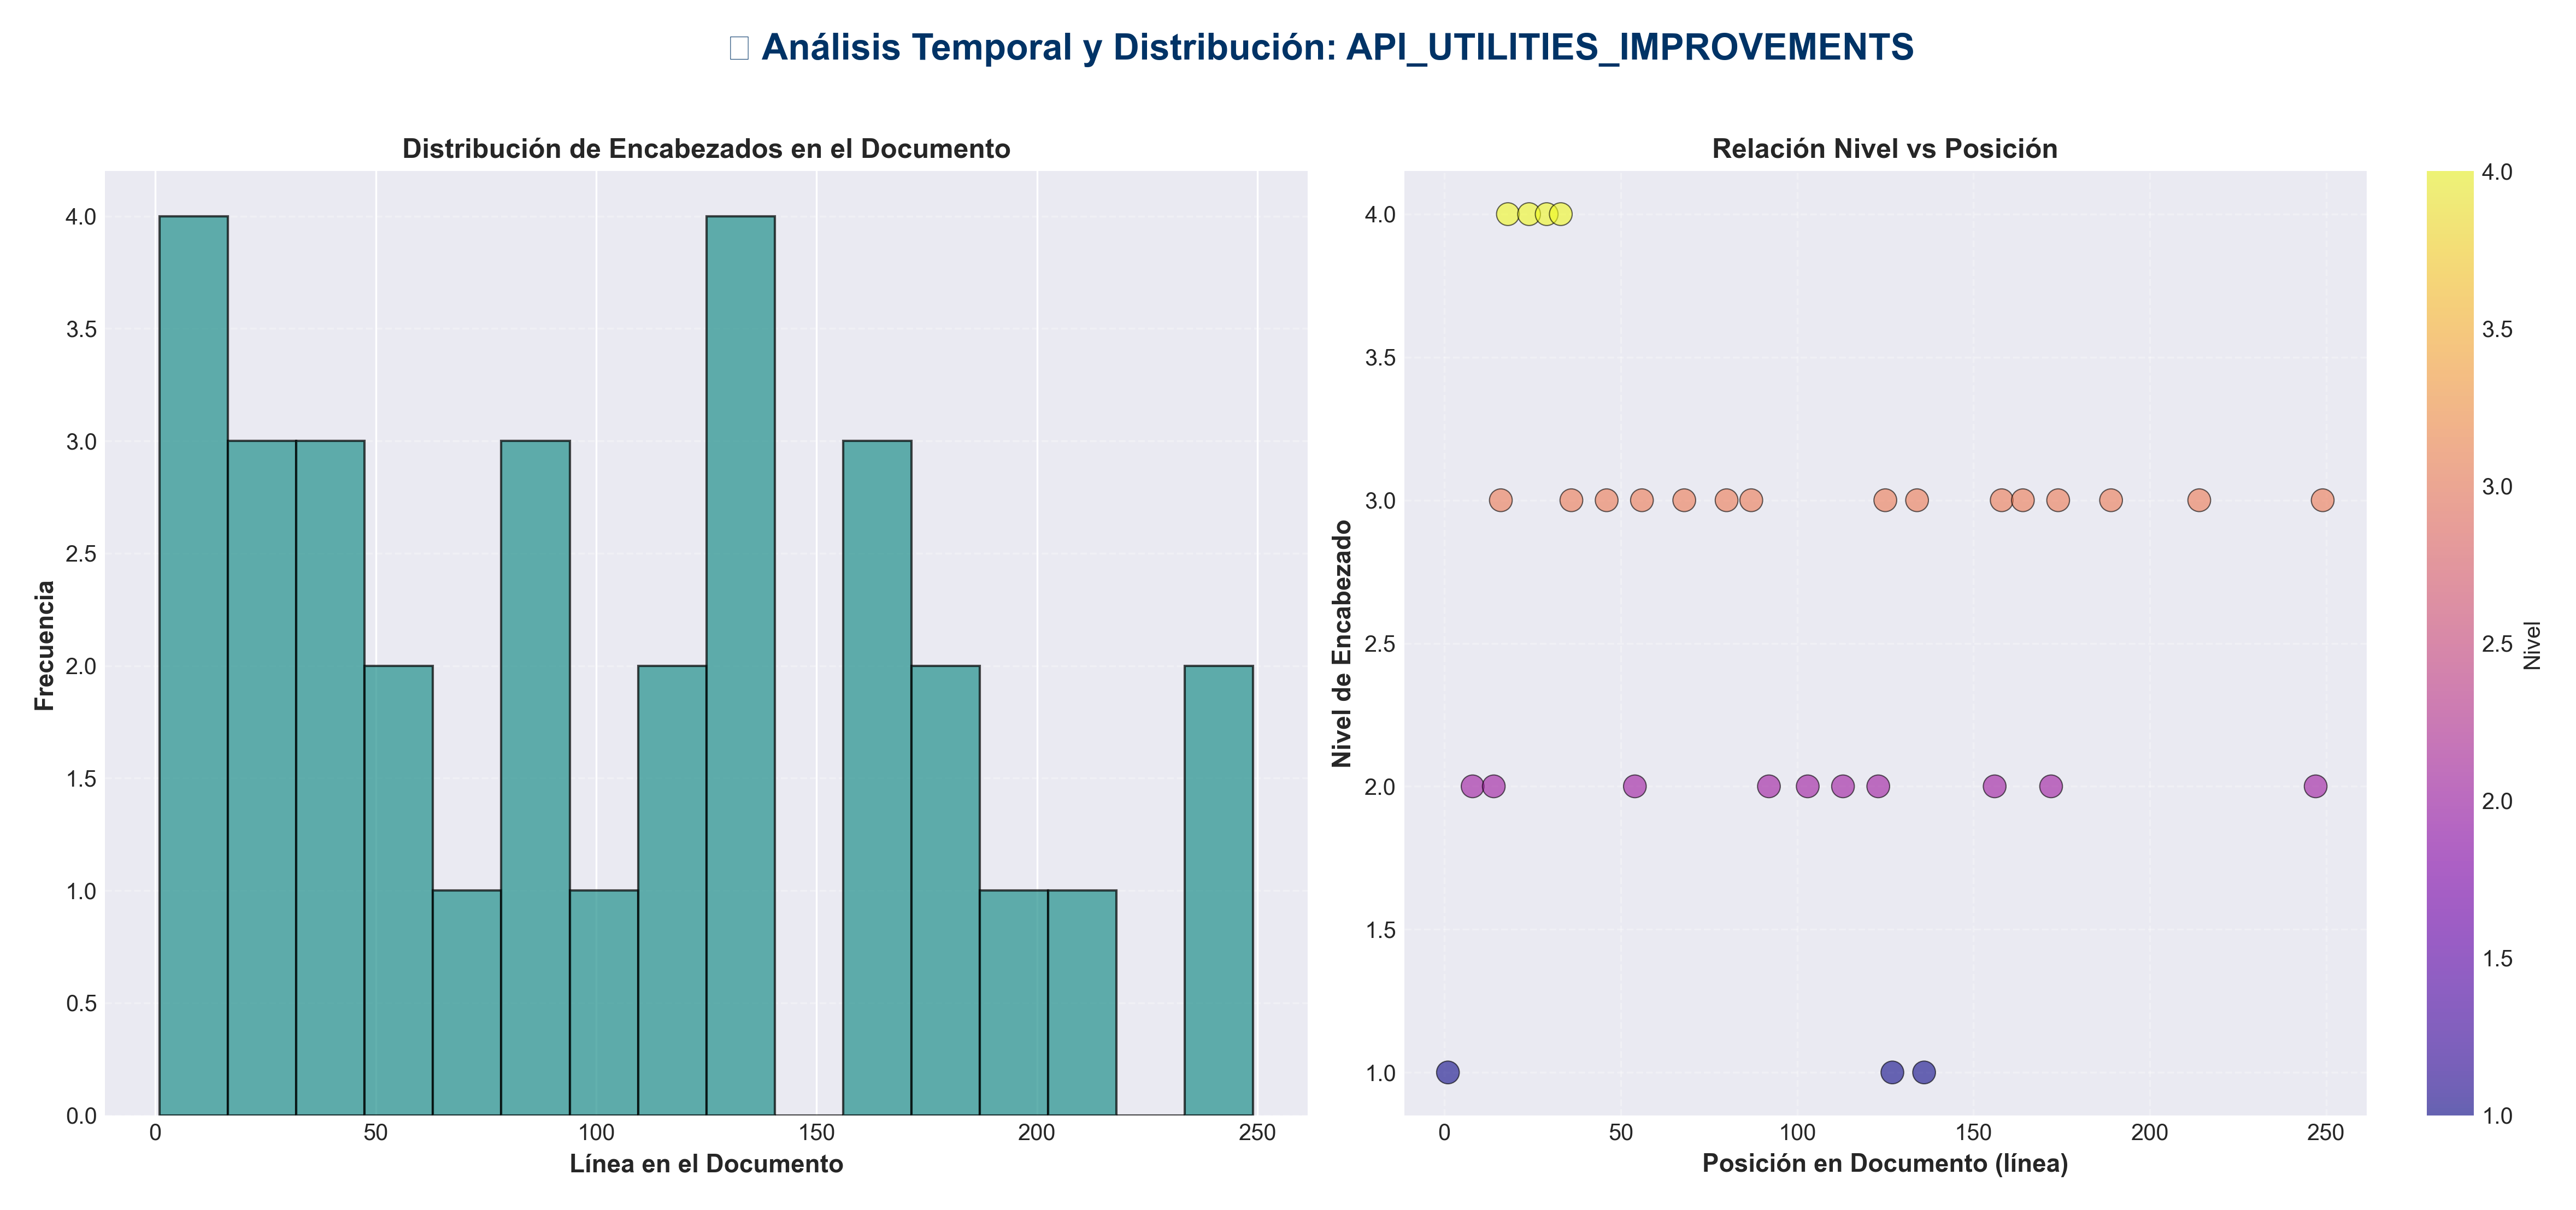 Análisis Temporal y Distribución: API_UTILITIES_IMPROVEMENTS
Distribución de Encabezados en el Documento
Frecuencia
4.0
3.5
3.0
2.5
2.0
1.5
1.0
0.5
0.0
0 50 100 150 200 250
Línea en el Documento
Relación Nivel vs Posición
Nivel de Encabezado
4.0
3.5
3.0
2.5
2.0
1.5
1.0
0 50 100 150 200 250
Posición en Documento (línea)
4.0
3.5
3.0
2.5
2.0
1.5
1.0
Nivel